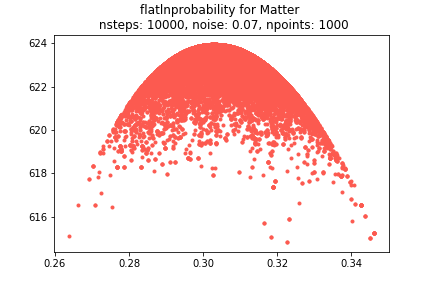 flatlnprobability for Matter
nsteps: 10000, noise: 0.07, npoints: 1000
624
622
620
618
616
0.26 0.28 0.30 0.32 0.34